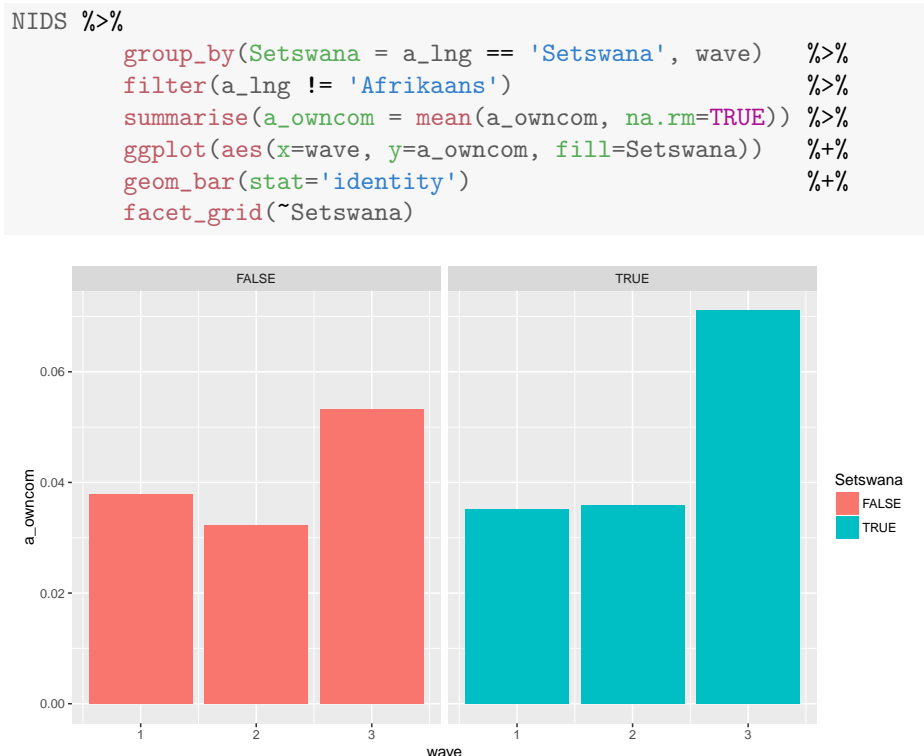 NIDS %>%
group_by(Setswana = a_lng == 'Setswana', wave) %>%
filter(a_lng != 'Afrikaans') %>%
summarise(a_owncom = mean(a_owncom, na.rm=TRUE)) %>%
ggplot(aes(x=wave, y=a_owncom, fill=Setswana)) %+%
geom_bar(stat='identity') %+%
facet_grid(~Setswana)
FALSE TRUE
0.06
0.04
0.02
0.00
a_owncom
1 2 3 1 2 3
wave
Setswana
FALSE
TRUE